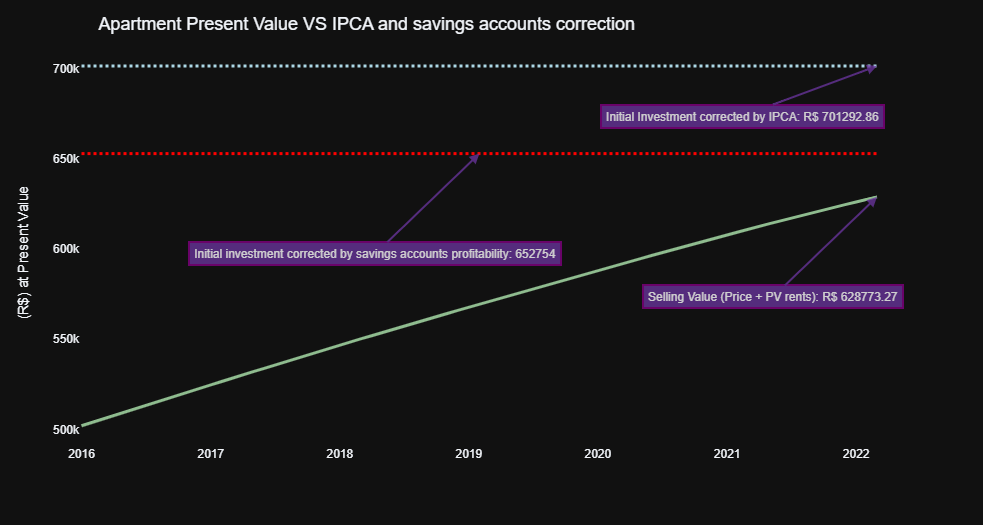 Apartment Present Value VS IPCA and savings accounts correction
700k
Initial Investment corrected by IPCA: R$ 701292.86
650k
(R$) at Present Value
600k
Initial investment corrected by savings accounts profitability: 652754
Selling Value (Price + PV rents): R$ 628773.27
550k
500k
2016
2017
2018
2019
2020
2021
2022